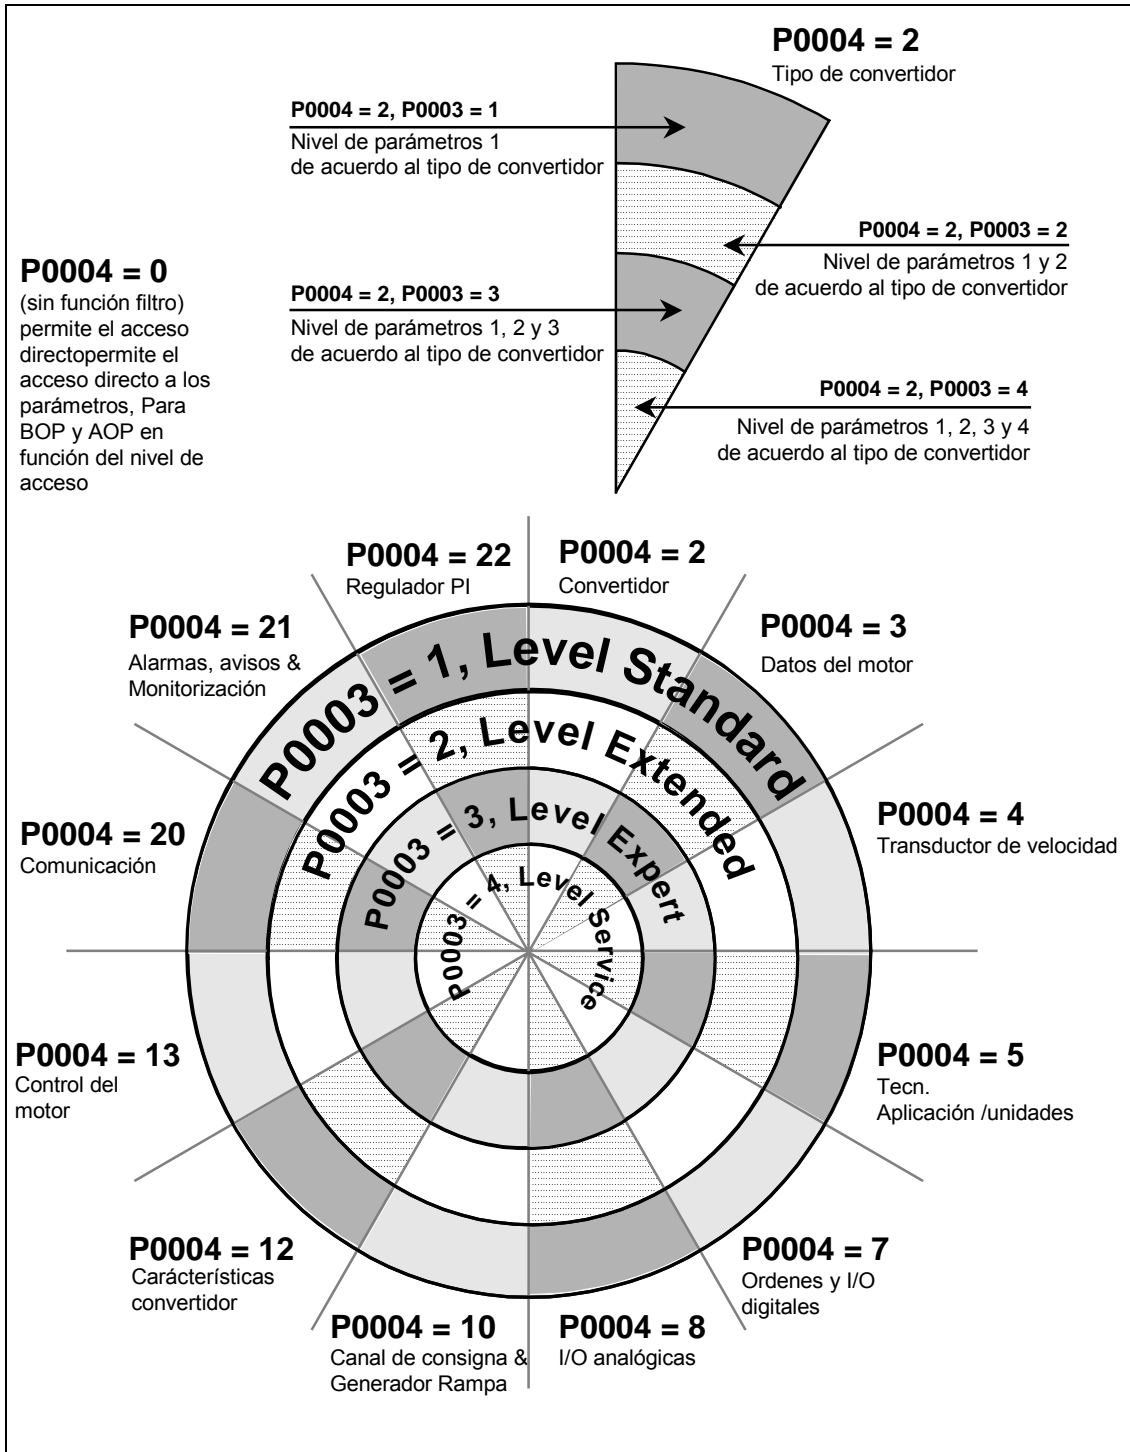 P0004 = 2
Tipo de convertidor
P0004 = 2, P0003 = 1
Nivel de parámetros 1
de acuerdo al tipo de convertidor
P0004 = 2, P0003 = 2
Nivel de parámetros 1 y 2
de acuerdo al tipo de convertidor
P0004 = 0
(sin función filtro)
permite el acceso
directopermite el
acceso directo a los
parámetros, Para
BOP y AOP en
función del nivel de
acceso
P0004 = 2, P0003 = 3
Nivel de parámetros 1, 2 y 3
de acuerdo al tipo de convertidor
P0004 = 2, P0003 = 4
Nivel de parámetros 1, 2, 3 y 4
de acuerdo al tipo de convertidor
P0004 = 22
Regulador PI
P0004 = 2
Convertidor
P0004 = 21
Alarmas, avisos &
Monitorización
P0004 = 3
Datos del motor
P0003 = 1, Level Standard
P0003 = 2, Level Extended
P0003 = 3, Level Expert
P0003 = 4, Level Service
P0004 = 20
Comunicación
P0004 = 4
Transductor de velocidad
P0004 = 13
Control del
motor
P0004 = 5
Tecn.
Aplicación /unidades
P0004 = 12
Carácterísticas
convertidor
P0004 = 7
Ordenes y I/O
digitales
P0004 = 10
Canal de consigna &
Generador Rampa
P0004 = 8
I/O analógicas